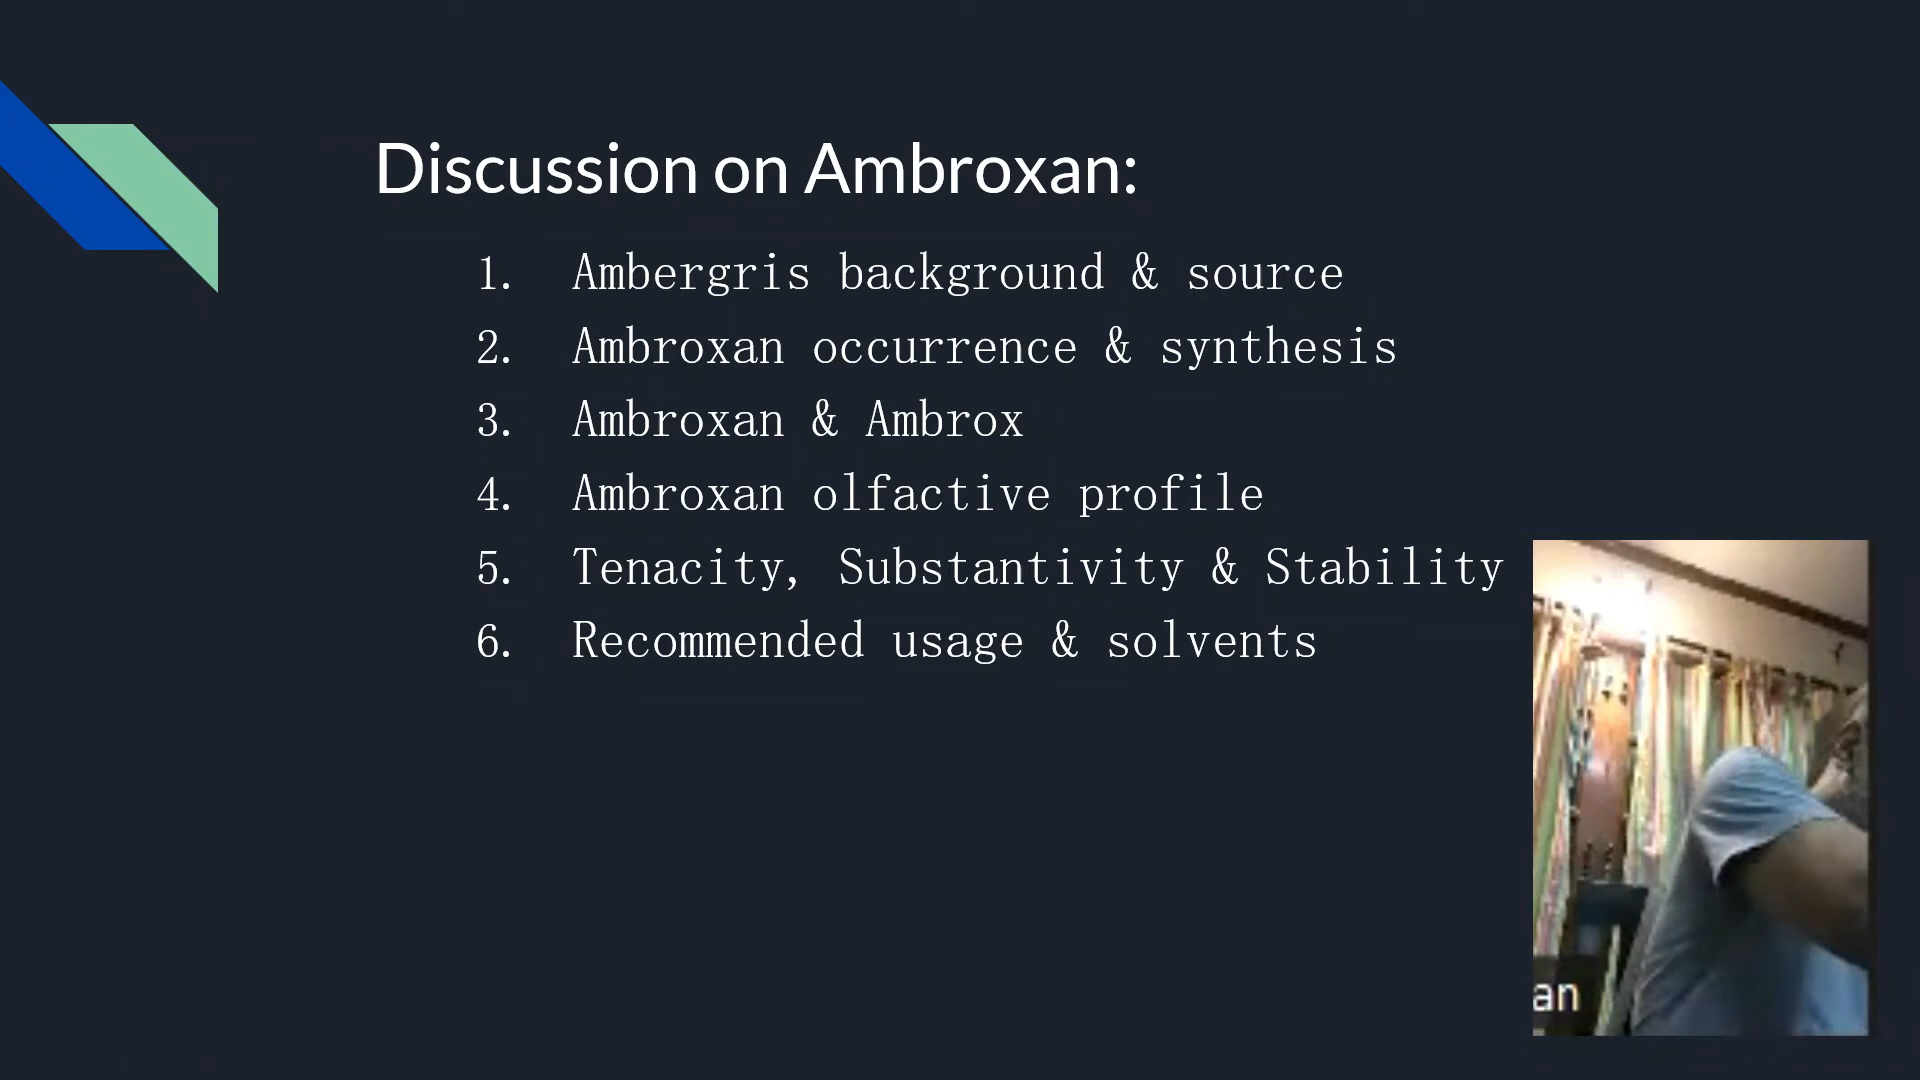 Discussion on Ambroxan:
1. Ambergris background & source
2. Ambroxan occurrence & synthesis
3. Ambroxan & Ambrox
4. Ambroxan olfactive profile
5. Tenacity, Substantivity & Stability
6. Recommended usage & solvents
an